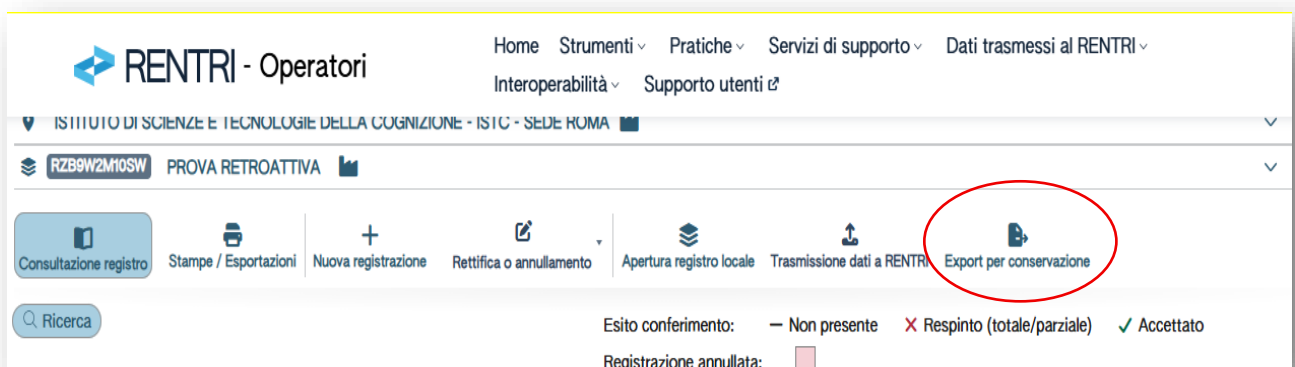 RENTRI - Operatori
Home Strumenti Pratiche Servizi di supporto Dati trasmessi al RENTRI
Interoperabilità Supporto utenti
ISTITUTO DI SCIENZE E TECNOLOGIE DELLA COGNIZIONE - ISTC - SEDE ROMA
RZB9W2M10SW PROVA RETROATTIVA
Consultazione registro Stampe / Esportazioni Nuova registrazione Rettifica o annullamento Apertura registro locale Trasmissione dati a RENTRI Export per conservazione
Ricerca
Esito conferimento: – Non presente X Respinto (totale/parziale) ✓ Accettato
Registrazione annullata: